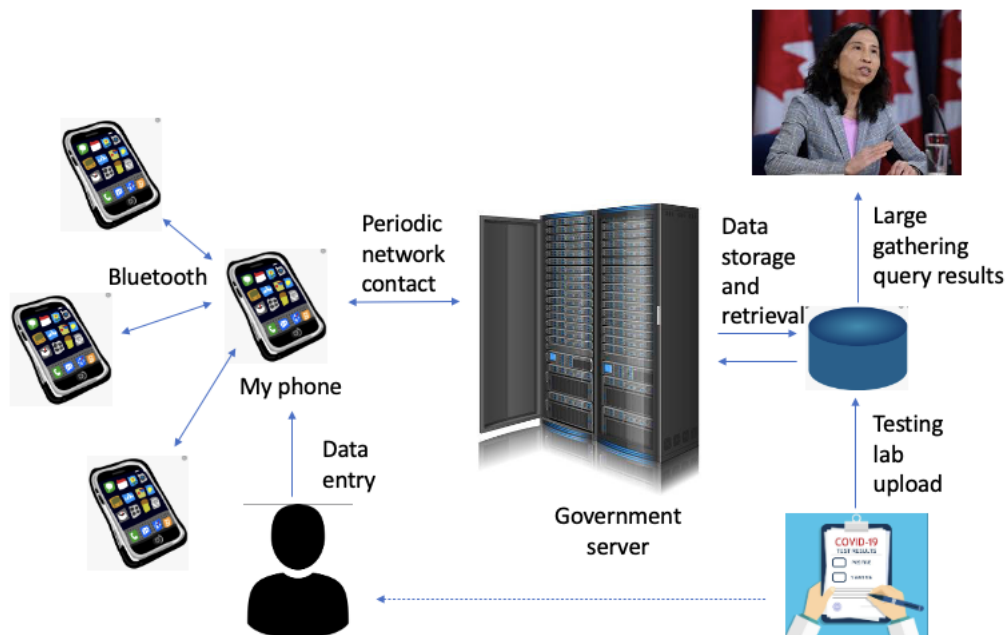 Bluetooth
My phone
Data
entry
Periodic
network
contact
Government
server
Data
storage
and
retrieval
Large
gathering
query results
Testing
lab
upload
COVID-19
TEST RESULTS